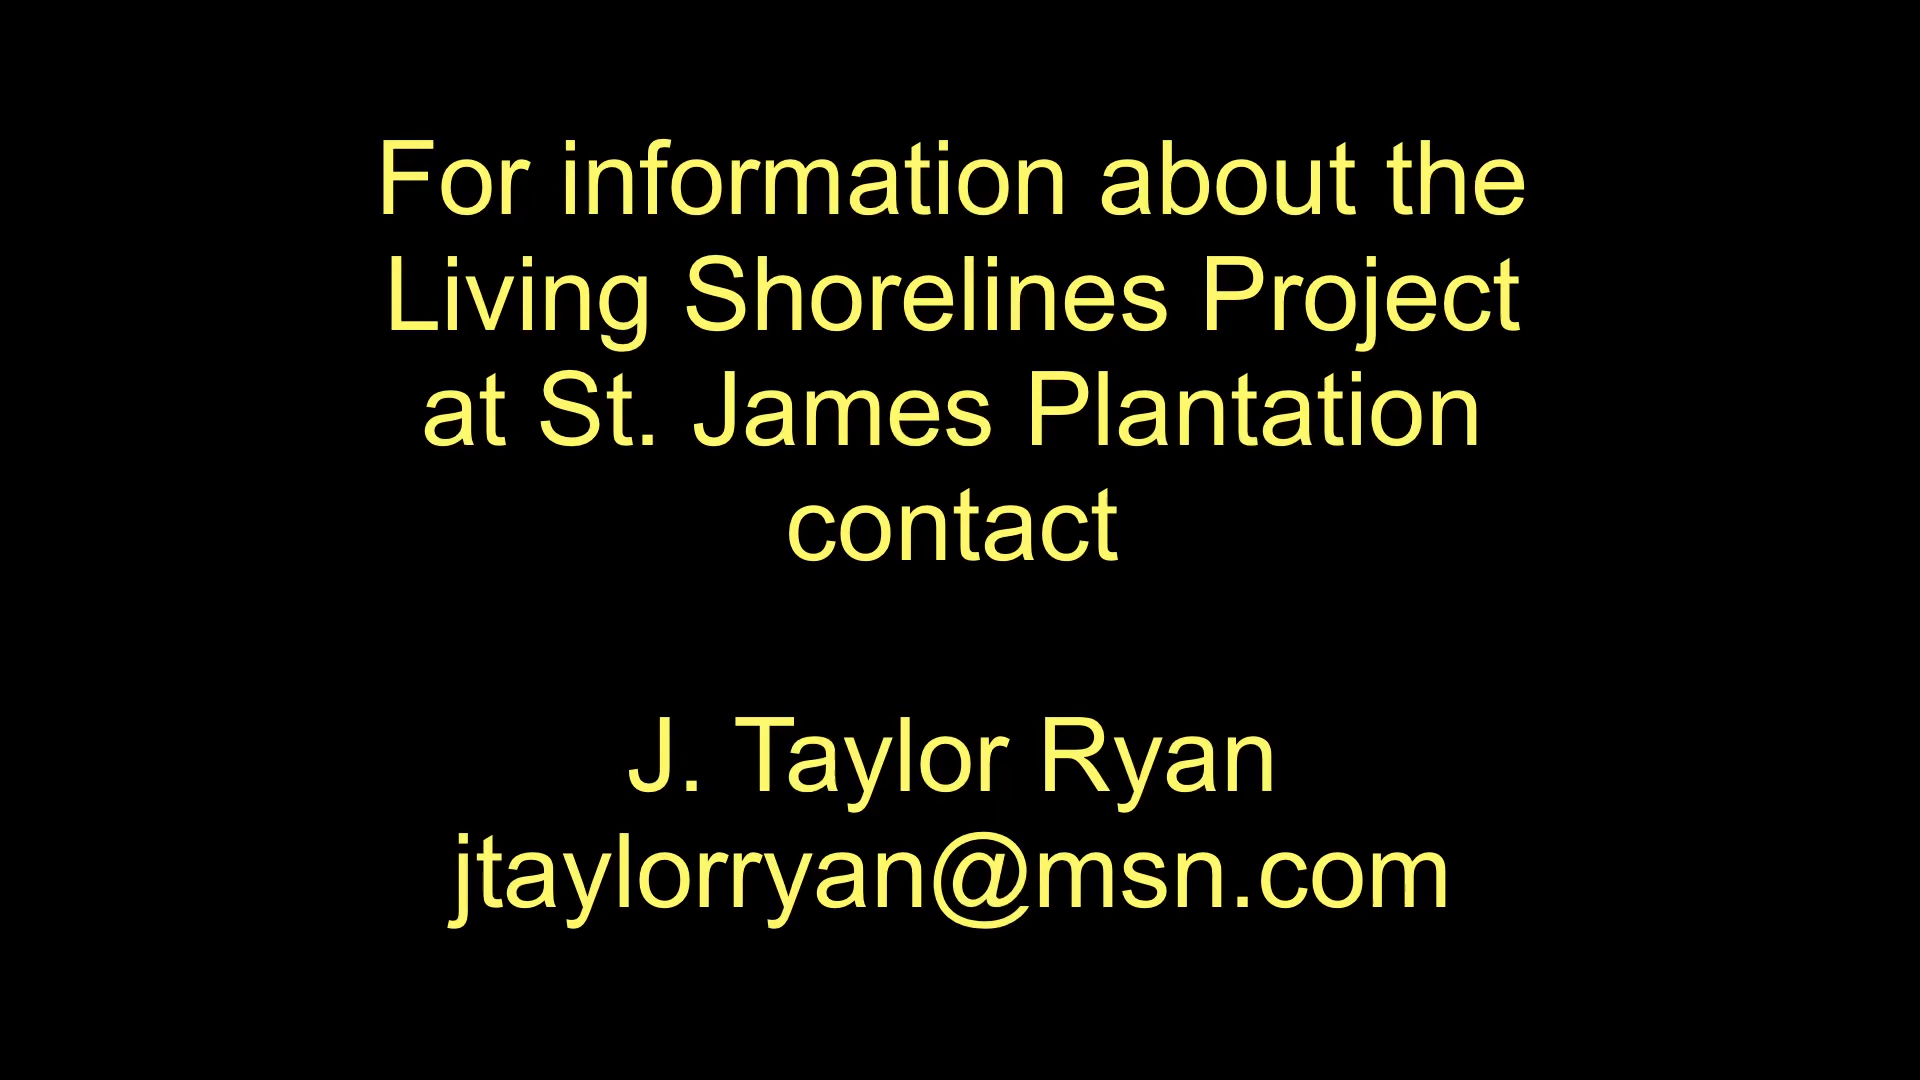 For information about the
Living Shorelines Project
at St. James Plantation
contact
J. Taylor Ryan
jtaylorryan@msn.com